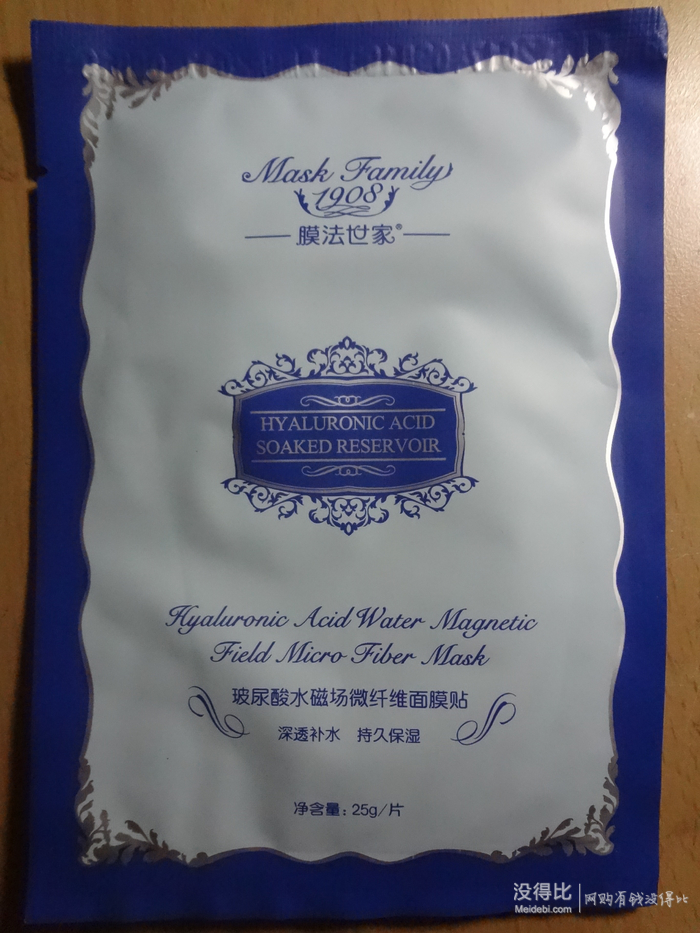 Mask Family
1908
膜法世家®
HYALURONIC ACID
SOAKED RESERVOIR
Hyaluronic Acid Water Magnetic
Field Micro Fiber Mask
玻尿酸水磁场微纤维面膜贴
深透补水 持久保湿
净含量: 25g/片
没得比 网购有钱没得比
Meidebi.com